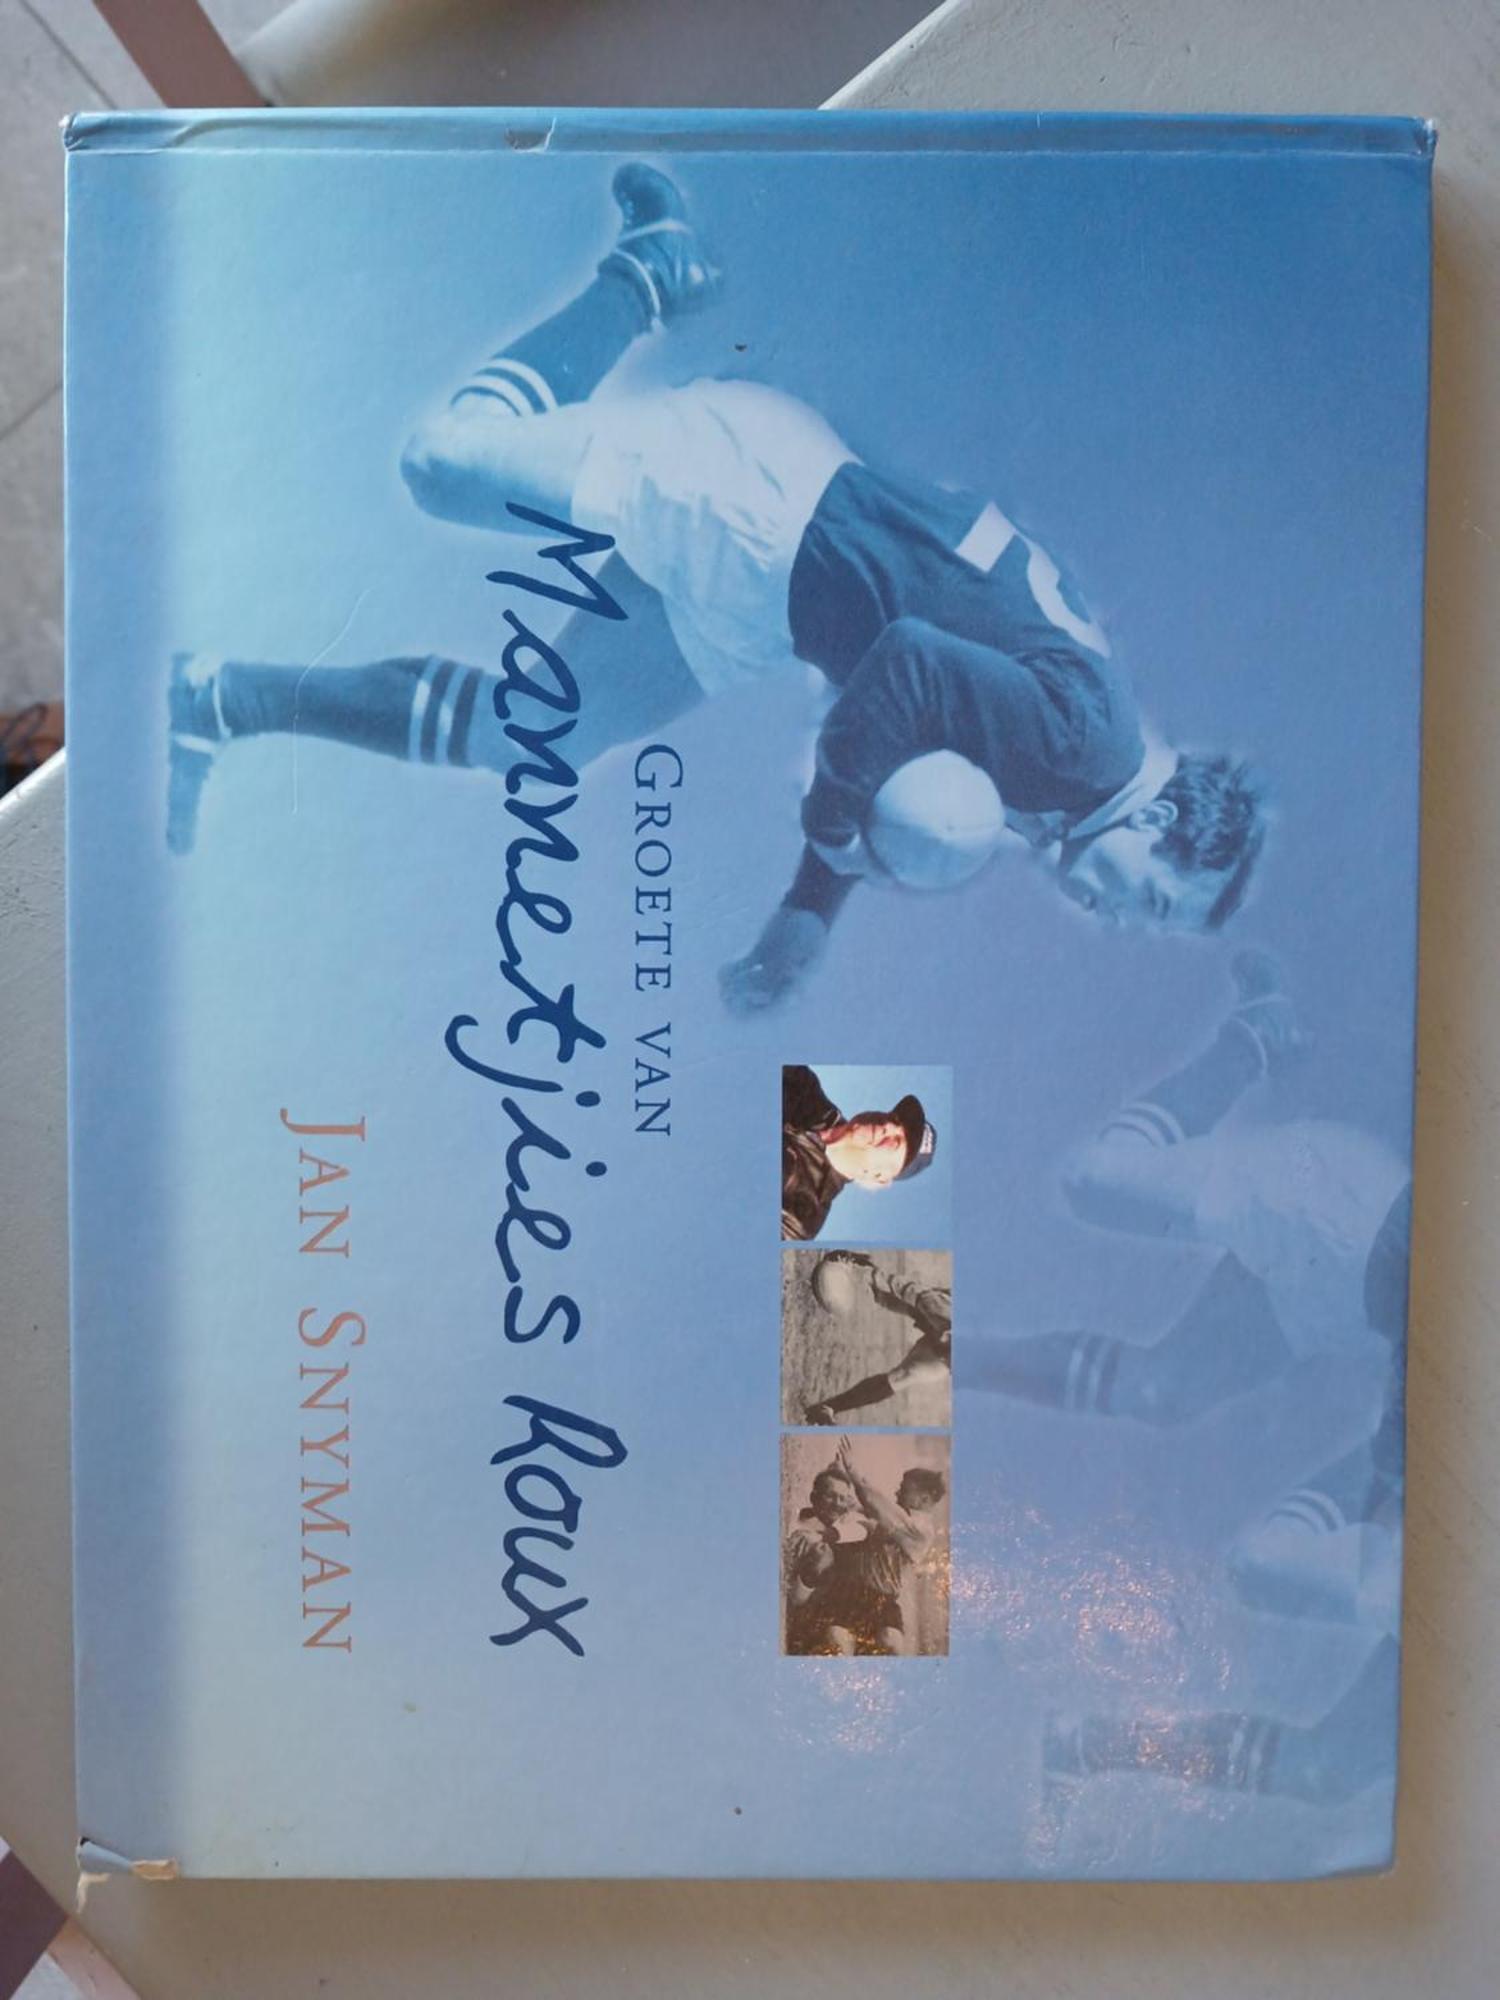 GROETE VAN
Mannetjies Roux
JAN SNYMAN